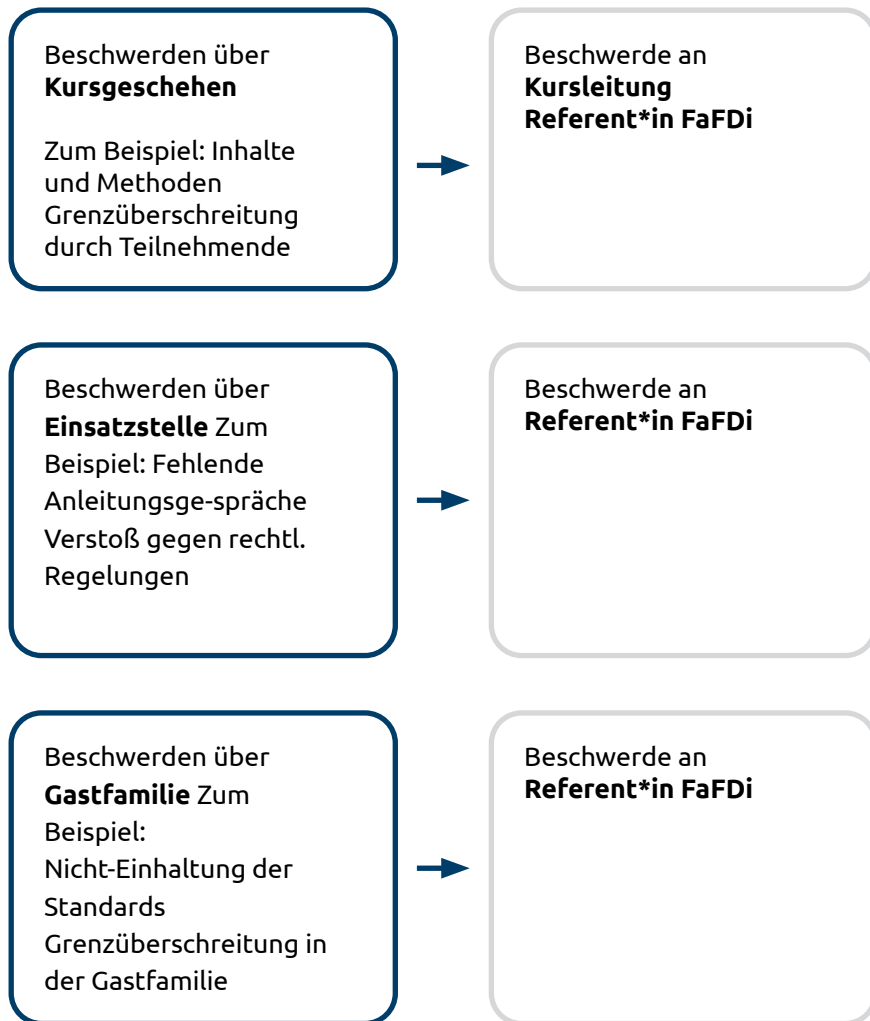 Beschwerden über
Kursgeschehen
Zum Beispiel: Inhalte
und Methoden
Grenzüberschreitung
durch Teilnehmende
Beschwerde an
Kursleitung
Referent*in FaFDi
Beschwerden über
Einsatzstelle Zum
Beispiel: Fehlende
Anleitungsge-spräche
Verstoß gegen rechtl.
Regelungen
Beschwerde an
Referent*in FaFDi
Beschwerden über
Gastfamilie Zum
Beispiel:
Nicht-Einhaltung der
Standards
Grenzüberschreitung in
der Gastfamilie
Beschwerde an
Referent*in FaFDi